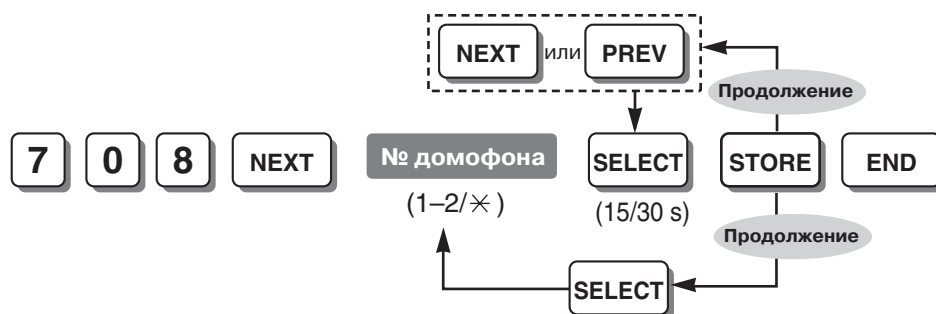 NEXT или PREV
Продолжение
7 0 8 NEXT № домофона SELECT STORE END
(1–2/✳) (15/30 s)
Продолжение
SELECT